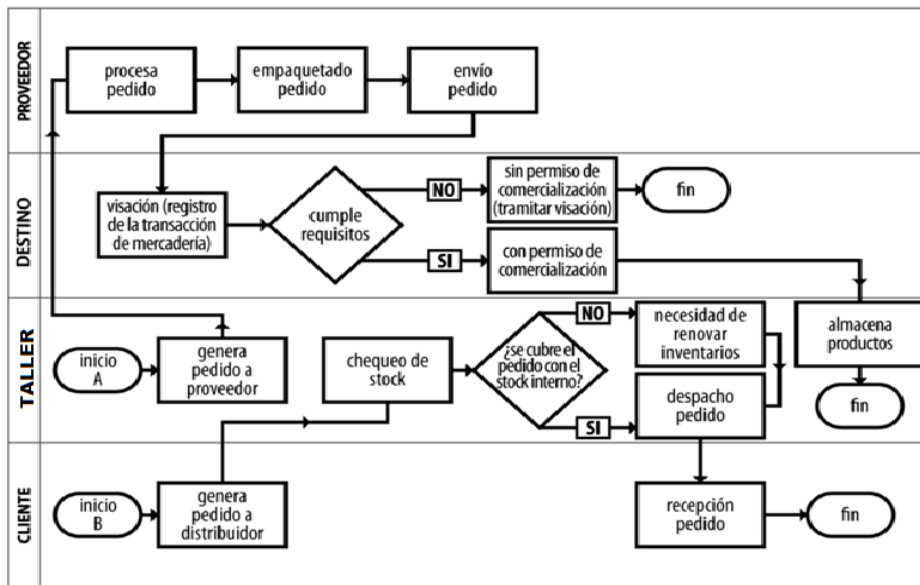 PROVEEDOR
procesa
pedido
empaquetado
pedido
envío
pedido
DESTINO
visación (registro
de la transacción
de mercadería)
cumple
requisitos
NO
sin permiso de
comercialización
(tramitar visación)
fin
SI
con permiso de
comercialización
TALLER
inicio
A
genera
pedido a
proveedor
chequeo de
stock
¿se cubre el
pedido con el
stock interno?
NO
necesidad de
renovar
inventarios
SI
despacho
pedido
almacena
productos
fin
CLIENTE
inicio
B
genera
pedido a
distribuidor
recepción
pedido
fin